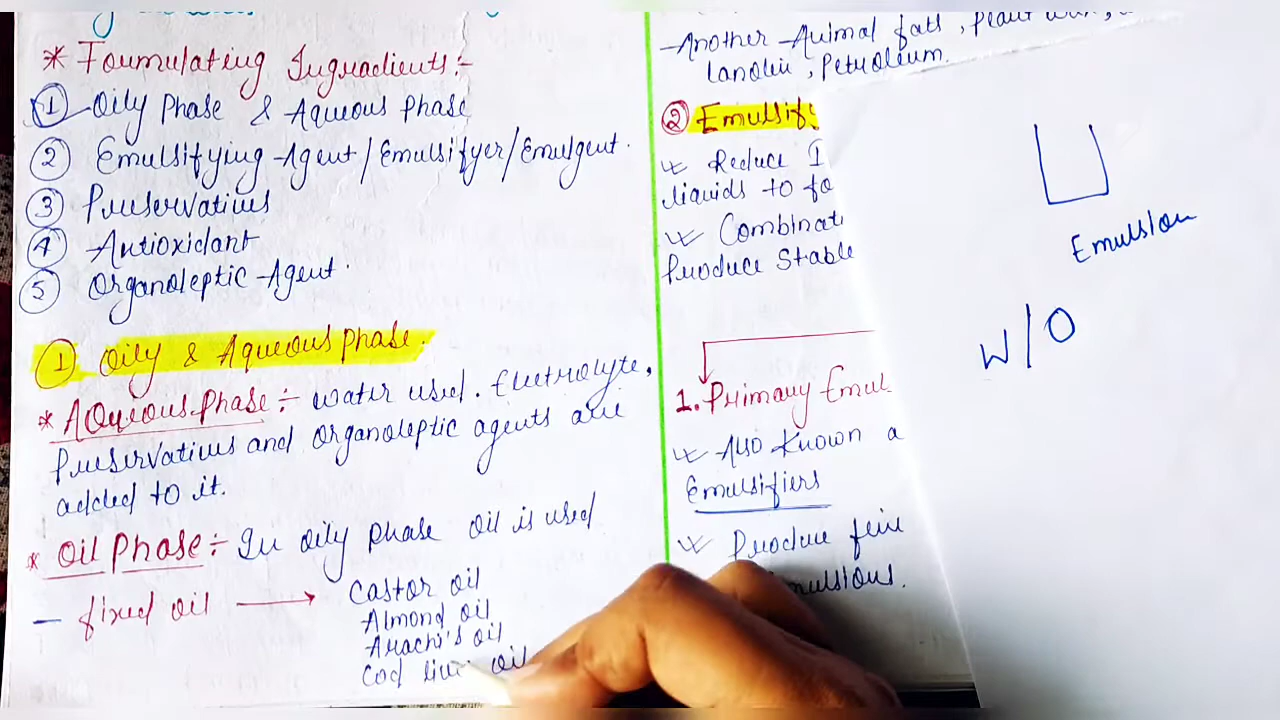 * Formulating Ingradients :-
① Oily Phase & Aqueous Phase
② Emulsifying Agent / Emulsifyer / Emulgent.
③ Preservatives
④ Antioxidant
⑤ Organoleptic Agent.
① Oily & Aqueous Phase.
* Aqueous Phase :- water used. Electrolyte,
Preservatives and organoleptic agents are
added to it.
* Oil Phase :- In oily phase oil is used
- fixed oil → Castor oil
Almond oil
Arachi's oil
Cod liver oil
- Another - Animal fats, Plant wax,
Lanolin, Petroleum.
② Emulsif
Reduce I
liquids to fo
Combinati
Produce Stable
1. Primary Emul
Also Known a
Emulsifiers
Produce fine
emulsions.
Emulsion
W/O